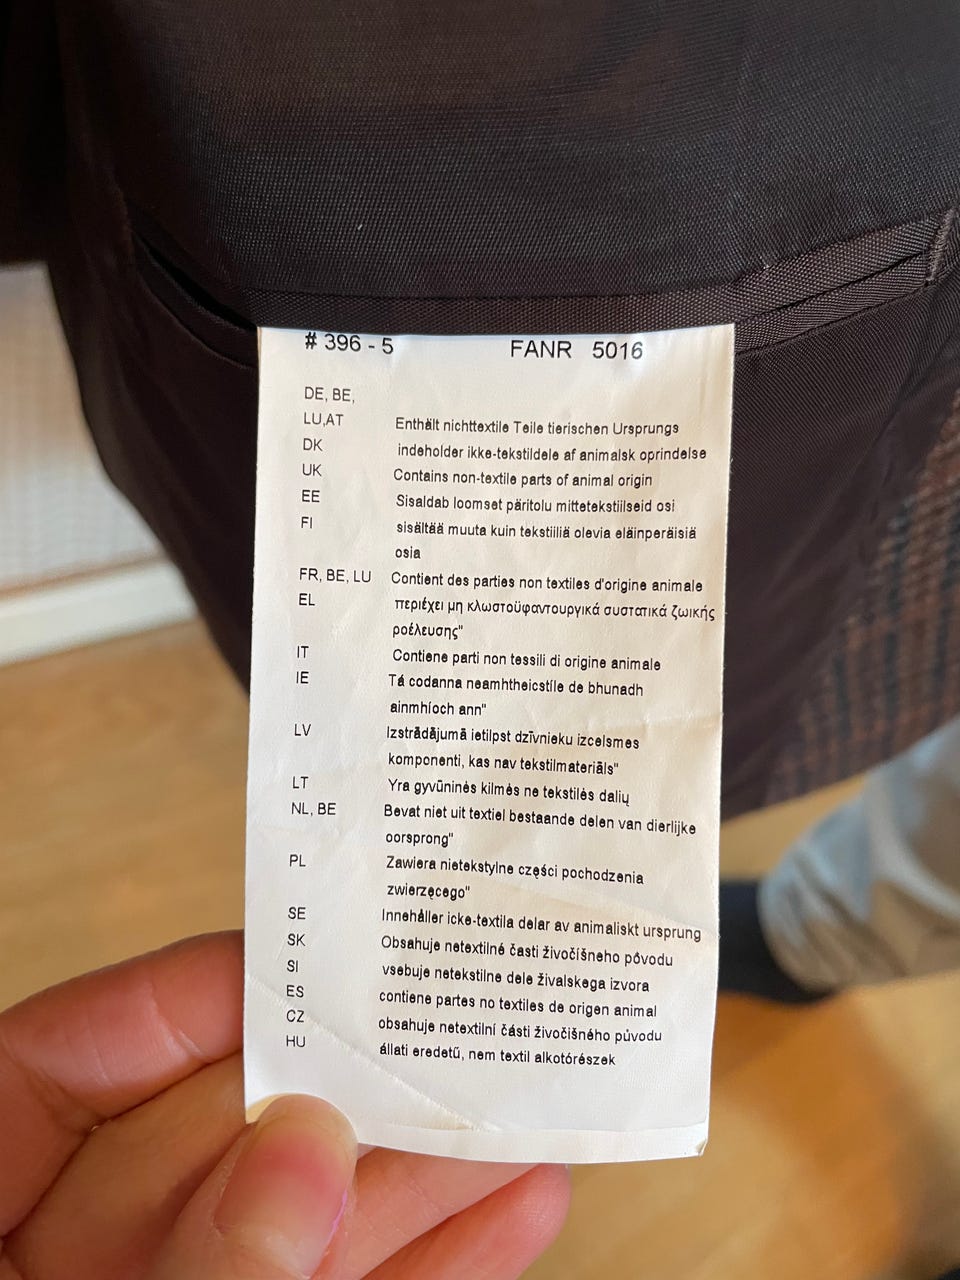 # 396 - 5 FANR 5016
DE, BE,
LU,AT Enthält nichttextile Teile tierischen Ursprungs
DK indeholder ikke-tekstildele af animalsk oprindelse
UK Contains non-textile parts of animal origin
EE Sisaldab loomset päritolu mittetekstiilseid osi
FI sisältää muuta kuin tekstiiliä olevia eläinperäisiä
osia
FR, BE, LU Contient des parties non textiles d'origine animale
EL περιέχει μη κλωστοϋφαντουργικά συστατικά ζωικής
ροέλευσης"
IT Contiene parti non tessili di origine animale
IE Tá codanna neamhtheicstíle de bhunadh
ainmhíoch ann"
LV Izstrādājumā ietilpst dzīvnieku izcelsmes
komponenti, kas nav tekstilmateriāls"
LT Yra gyvūninės kilmės ne tekstilės dalių
NL, BE Bevat niet uit textiel bestaande delen van dierlijke
oorsprong"
PL Zawiera nietekstylne części pochodzenia
zwierzęcego"
SE Innehåller icke-textila delar av animaliskt ursprung
SK Obsahuje netextilné časti živočíšneho pôvodu
SI vsebuje netekstilne dele živalskega izvora
ES contiene partes no textiles de origen animal
CZ obsahuje netextilní části živočišného původu
HU állati eredetű, nem textil alkotórészek